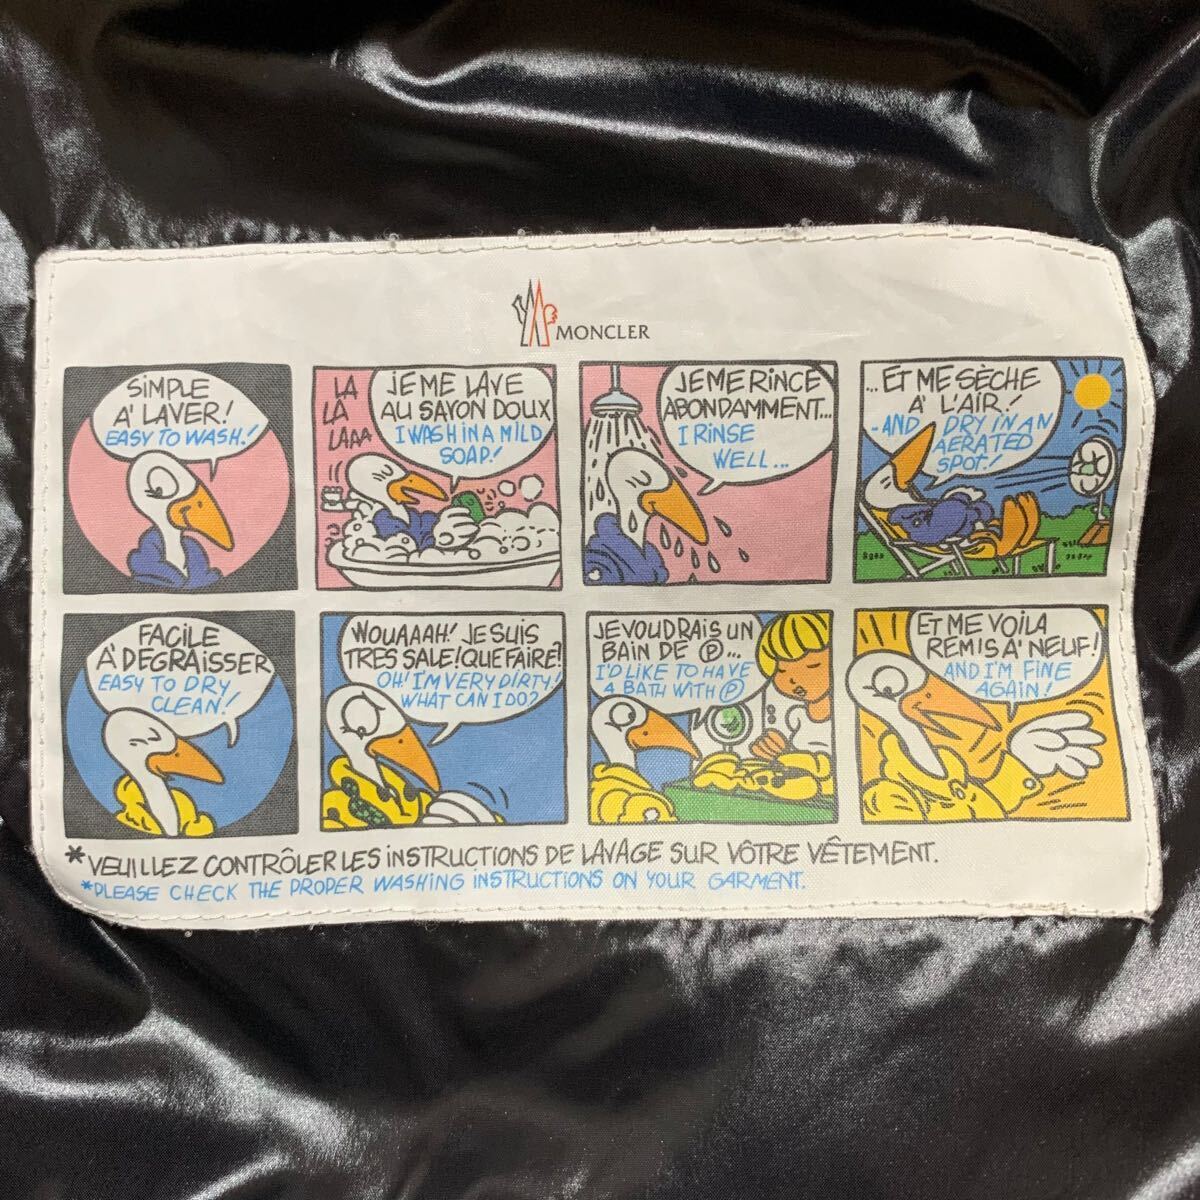 MONCLER
SiMPLE
A' LAVER!
EASY TO WASH!
LA
LA
LAAA
JE ME LAVE
AU SAVON DOUX
I WASH IN A MILD
SOAP!
JE ME RiNCE
ABONDAMMENT...
I RiNSE
WELL...
...ET ME SÈCHE
A' L'AIR!
-AND DRY IN AN
AERATED
SPOT!
FACiLE
A' DEGRAiSSER
EASY TO DRY
CLEAN!
WOUAAAH! JE SUiS
TRES SALE! QUE FAiRE?
OH! I'M VERY DIRTY!
WHAT CAN I DO?
JE VOUDRAiS UN
BAiN DE Ⓟ...
I'D LIKE TO HAVE
A BATH WITH Ⓟ
ET ME VOiLA
REMiS A' NEUF!
AND I'M FINE
AGAIN!
*VEUiLLEZ CONTRÔLER LES iNSTRUCTiONS DE LAVAGE SUR VÔTRE VÊTEMENT.
*PLEASE CHECK THE PROPER WASHING INSTRUCTIONS ON YOUR GARMENT.